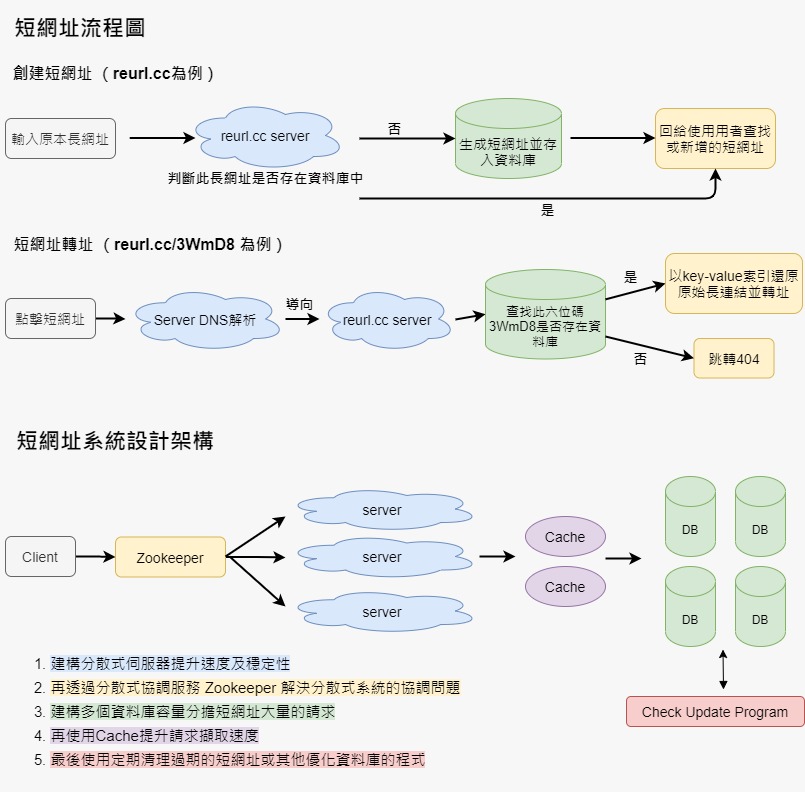 短網址流程圖
創建短網址 （ reurl.cc為例 ）
輸入原本長網址
reurl.cc server
判斷此長網址是否存在資料庫中
否
生成短網址並存
入資料庫
回給使用用者查找
或新增的短網址
是
短網址轉址 （ reurl.cc/3WmD8 為例 ）
點擊短網址
Server DNS解析
導向
reurl.cc server
查找此六位碼
3WmD8是否存在資
料庫
是
以key-value索引還原
原始長連結並轉址
否
跳轉404
短網址系統設計架構
Client
Zookeeper
server
server
server
Cache
Cache
DB
DB
DB
DB
Check Update Program
1. 建構分散式伺服器提升速度及穩定性
2. 再透過分散式協調服務 Zookeeper 解決分散式系統的協調問題
3. 建構多個資料庫容量分擔短網址大量的請求
4. 再使用Cache提升請求擷取速度
5. 最後使用定期清理過期的短網址或其他優化資料庫的程式